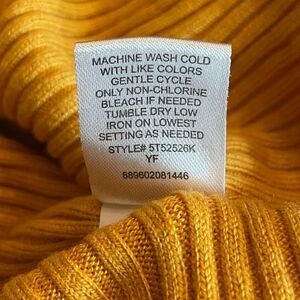 MACHINE WASH COLD
WITH LIKE COLORS
GENTLE CYCLE
ONLY NON-CHLORINE
BLEACH IF NEEDED
TUMBLE DRY LOW
IRON ON LOWEST
SETTING AS NEEDED
STYLE# 5T52526K
YF
889602081446